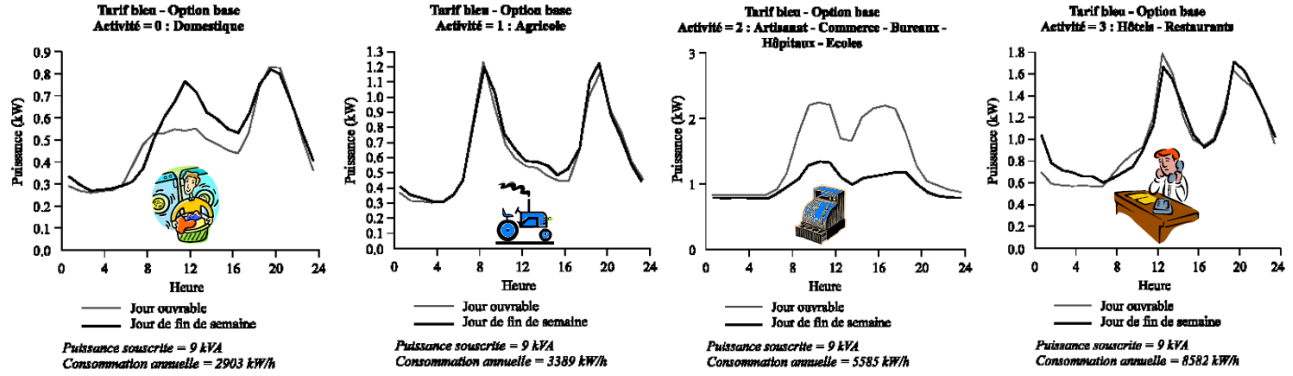 Tarif bleu - Option base
Activité = 0 : Domestique
Puissance (kW)
0.9
0.8
0.7
0.6
0.5
0.4
0.3
0.2
0.1
0.0
0 4 8 12 16 20 24
Heure
Jour ouvrable
Jour de fin de semaine
Puissance souscrite = 9 kVA
Consommation annuelle = 2903 kW/h
Tarif bleu - Option base
Activité = 1 : Agricole
Puissance (kW)
1.3
1.2
1.1
1.0
0.9
0.8
0.7
0.6
0.5
0.4
0.3
0.2
0.1
0.0
0 4 8 12 16 20 24
Heure
Jour ouvrable
Jour de fin de semaine
Puissance souscrite = 9 kVA
Consommation annuelle = 3389 kW/h
Tarif bleu - Option base
Activité = 2 : Artisanat - Commerce - Bureaux -
Hôpitaux - Ecoles
Puissance (kW)
3
2
1
0
0 4 8 12 16 20 24
Heure
Jour ouvrable
Jour de fin de semaine
Puissance souscrite = 9 kVA
Consommation annuelle = 5585 kW/h
Tarif bleu - Option base
Activité = 3 : Hôtels - Restaurants
Puissance (kW)
1.8
1.6
1.4
1.2
1.0
0.8
0.6
0.4
0.2
0.0
0 4 8 12 16 20 24
Heure
Jour ouvrable
Jour de fin de semaine
Puissance souscrite = 9 kVA
Consommation annuelle = 8582 kW/h